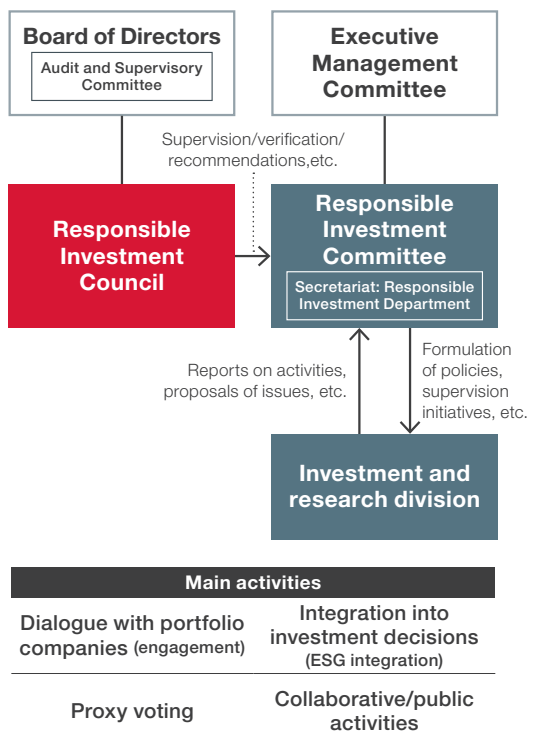 Board of Directors
Audit and Supervisory
Committee
Executive
Management
Committee
Supervision/verification/
recommendations,etc.
Responsible
Investment
Council
Responsible
Investment
Committee
Secretariat: Responsible
Investment Department
Reports on activities,
proposals of issues, etc.
Formulation
of policies,
supervision
initiatives, etc.
Investment and
research division
Main activities
Dialogue with portfolio
companies (engagement)
Integration into
investment decisions
(ESG integration)
Proxy voting
Collaborative/public
activities